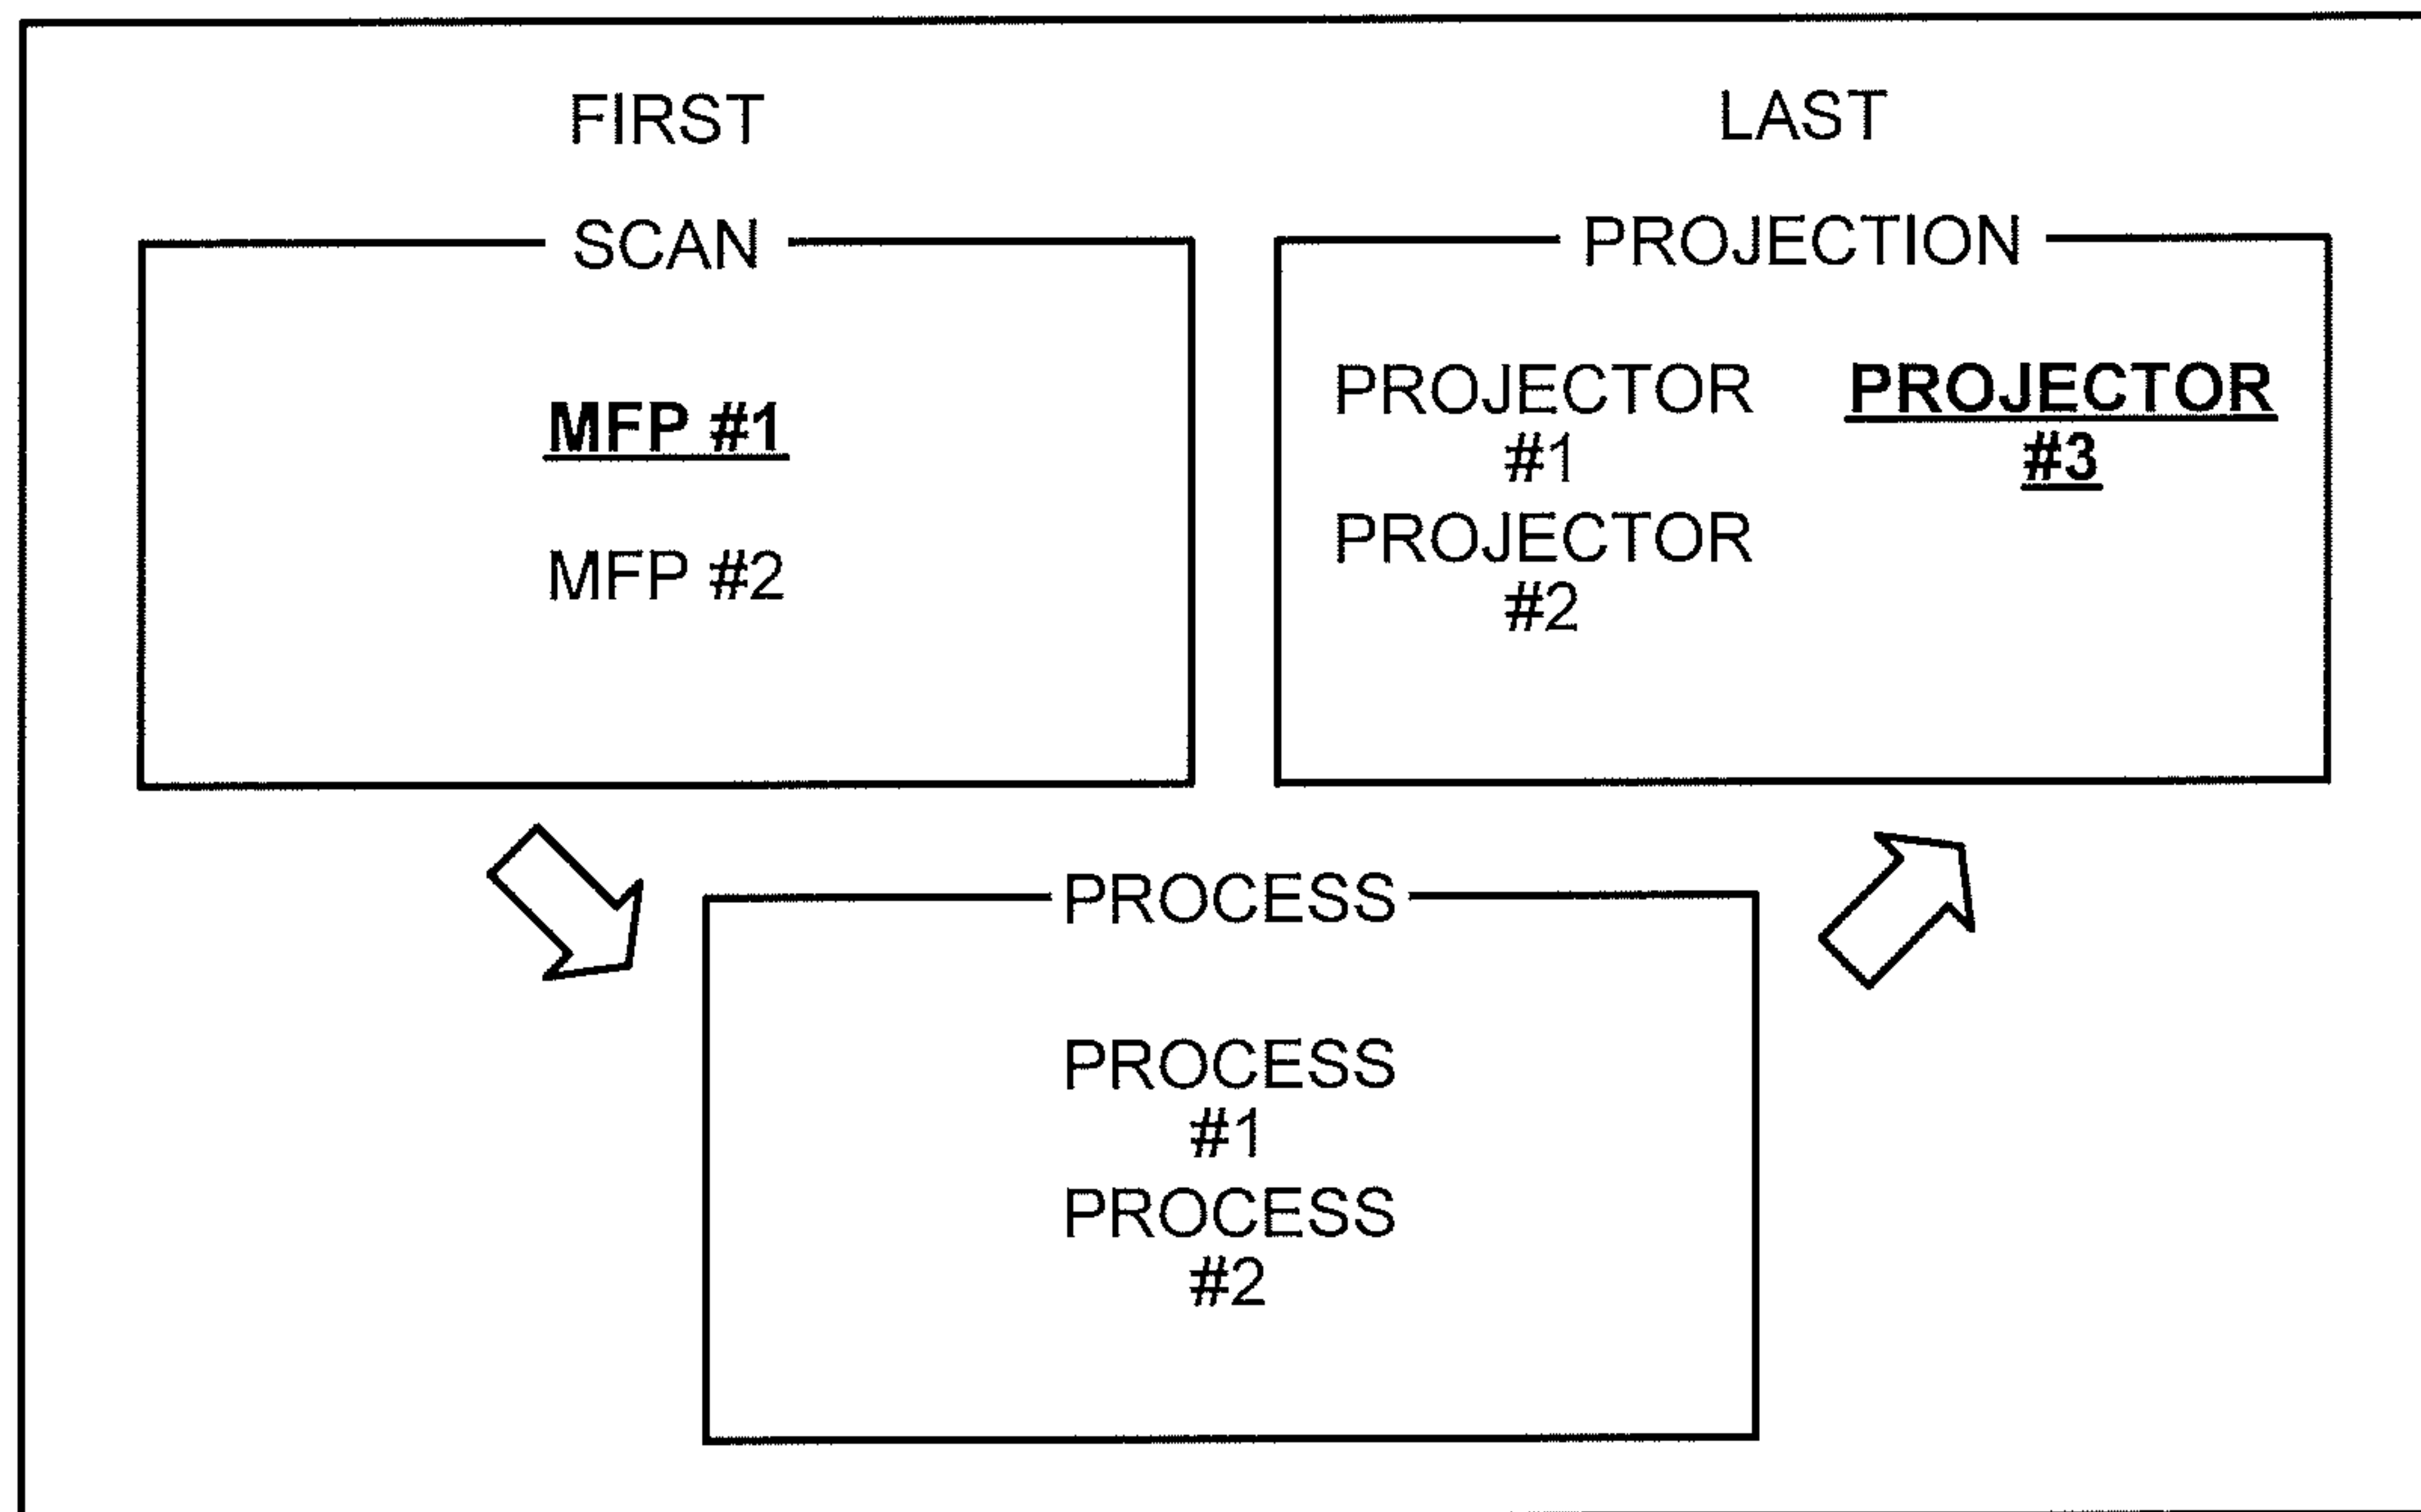 FIRST
SCAN
MFP #1
MFP #2
LAST
PROJECTION
PROJECTOR
#1
PROJECTOR
#2
PROJECTOR
#3
PROCESS
PROCESS
#1
PROCESS
#2